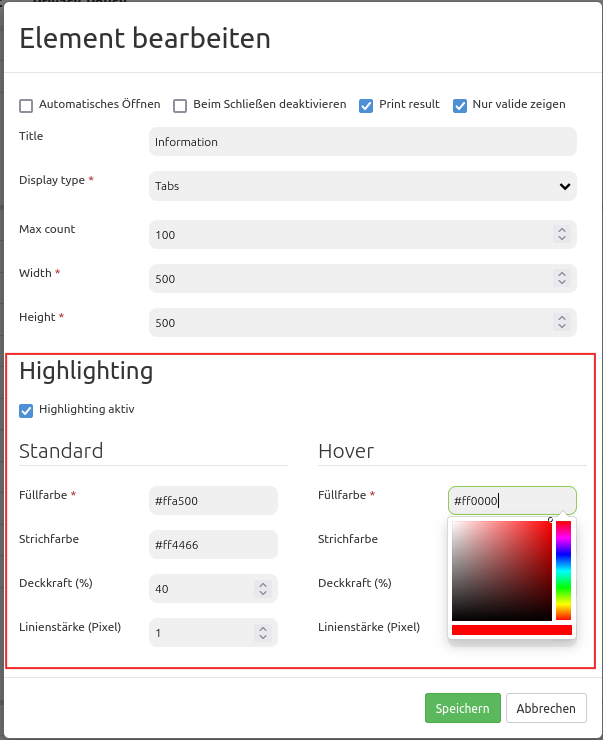 Element bearbeiten
Automatisches Öffnen Beim Schließen deaktivieren Print result Nur valide zeigen
Title Information
Display type * Tabs
Max count 100
Width * 500
Height * 500
Highlighting
Highlighting aktiv
Standard Hover
Füllfarbe * #ffa500 Füllfarbe * #ff0000
Strichfarbe #ff4466 Strichfarbe
Deckkraft (%) 40 Deckkraft (%)
Linienstärke (Pixel) 1 Linienstärke (Pixel)
Speichern Abbrechen